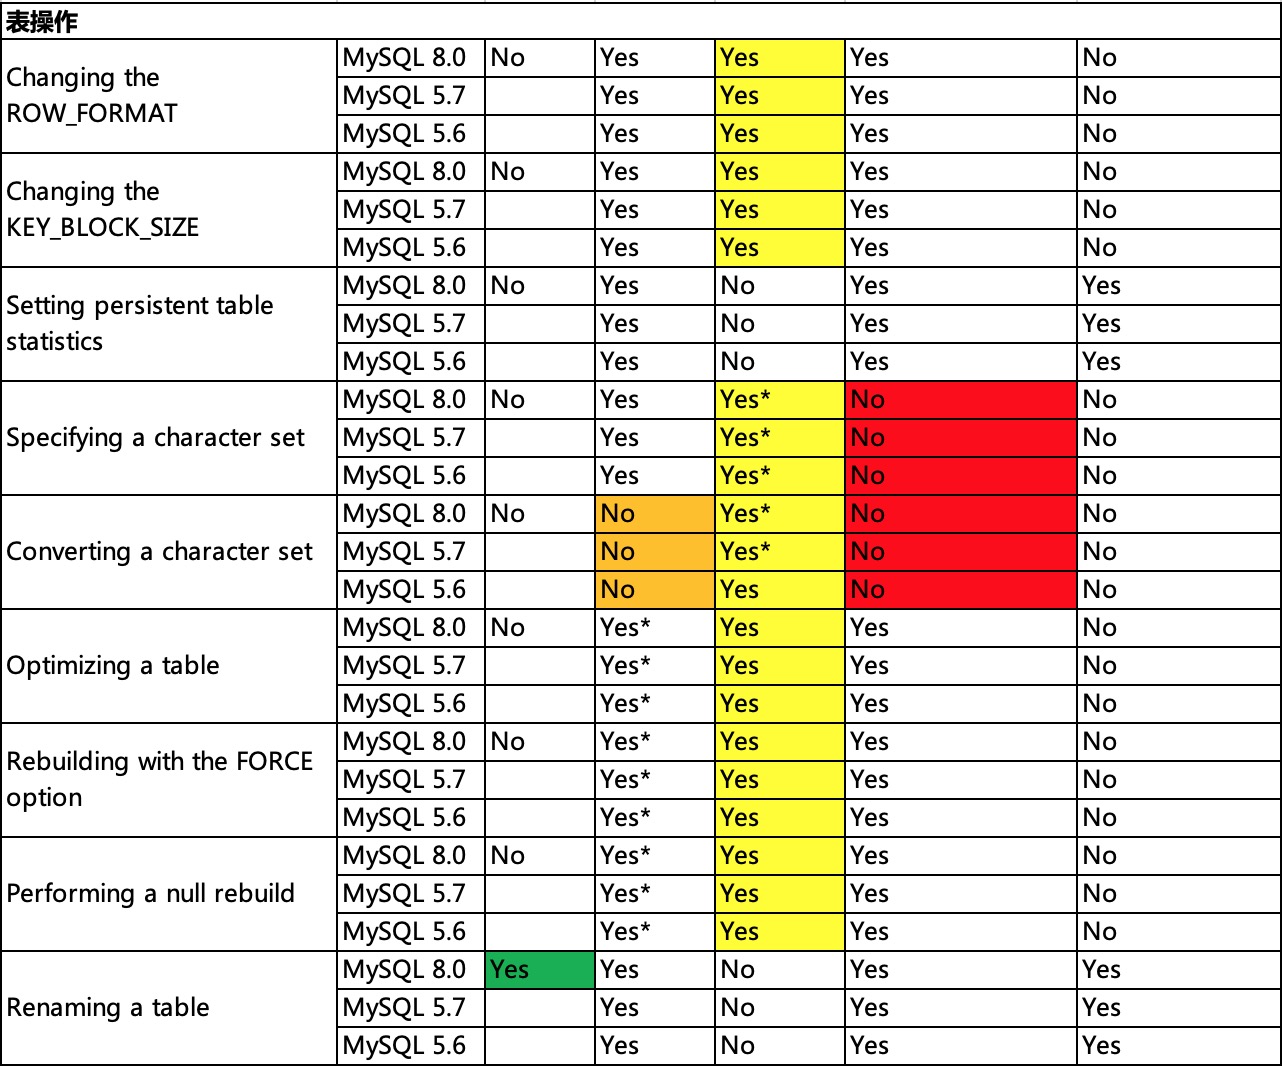 表操作
Changing the
ROW_FORMAT
MySQL 8.0 No Yes Yes Yes No
MySQL 5.7 Yes Yes Yes No
MySQL 5.6 Yes Yes Yes No
Changing the
KEY_BLOCK_SIZE
MySQL 8.0 No Yes Yes Yes No
MySQL 5.7 Yes Yes Yes No
MySQL 5.6 Yes Yes Yes No
Setting persistent table
statistics
MySQL 8.0 No Yes No Yes Yes
MySQL 5.7 Yes No Yes Yes
MySQL 5.6 Yes No Yes Yes
Specifying a character set
MySQL 8.0 No Yes Yes* No No
MySQL 5.7 Yes Yes* No No
MySQL 5.6 Yes Yes* No No
Converting a character set
MySQL 8.0 No No Yes* No No
MySQL 5.7 No Yes* No No
MySQL 5.6 No Yes No No
Optimizing a table
MySQL 8.0 No Yes* Yes Yes No
MySQL 5.7 Yes* Yes Yes No
MySQL 5.6 Yes* Yes Yes No
Rebuilding with the FORCE
option
MySQL 8.0 No Yes* Yes Yes No
MySQL 5.7 Yes* Yes Yes No
MySQL 5.6 Yes* Yes Yes No
Performing a null rebuild
MySQL 8.0 No Yes* Yes Yes No
MySQL 5.7 Yes* Yes Yes No
MySQL 5.6 Yes* Yes Yes No
Renaming a table
MySQL 8.0 Yes Yes No Yes Yes
MySQL 5.7 Yes No Yes Yes
MySQL 5.6 Yes No Yes Yes